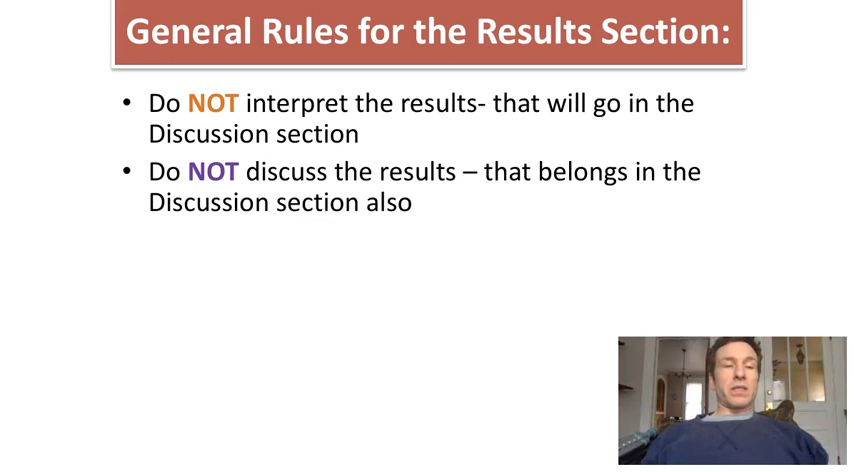 General Rules for the Results Section:
• Do NOT interpret the results- that will go in the
Discussion section
• Do NOT discuss the results – that belongs in the
Discussion section also